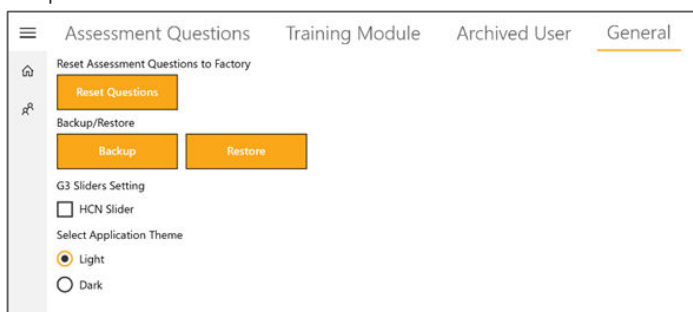 Assessment Questions Training Module Archived User General
Reset Assessment Questions to Factory
Reset Questions
Backup/Restore
Backup Restore
G3 Sliders Setting
HCN Slider
Select Application Theme
Light
Dark